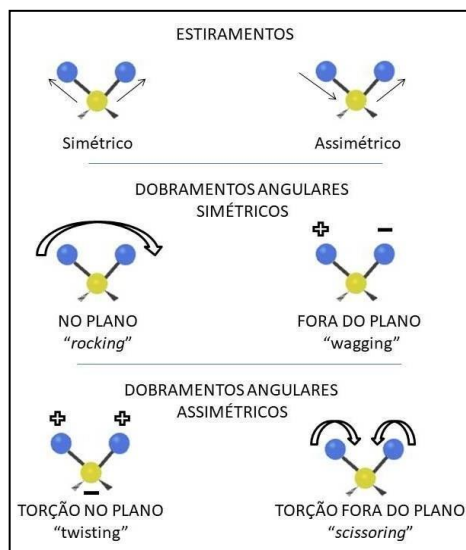 ESTIRAMENTOS
Simétrico
Assimétrico
DOBRAMENTOS ANGULARES
SIMÉTRICOS
+ −
NO PLANO
“rocking”
FORA DO PLANO
“wagging”
DOBRAMENTOS ANGULARES
ASSIMÉTRICOS
+ +
−
TORÇÃO NO PLANO
“twisting”
TORÇÃO FORA DO PLANO
“scissoring”